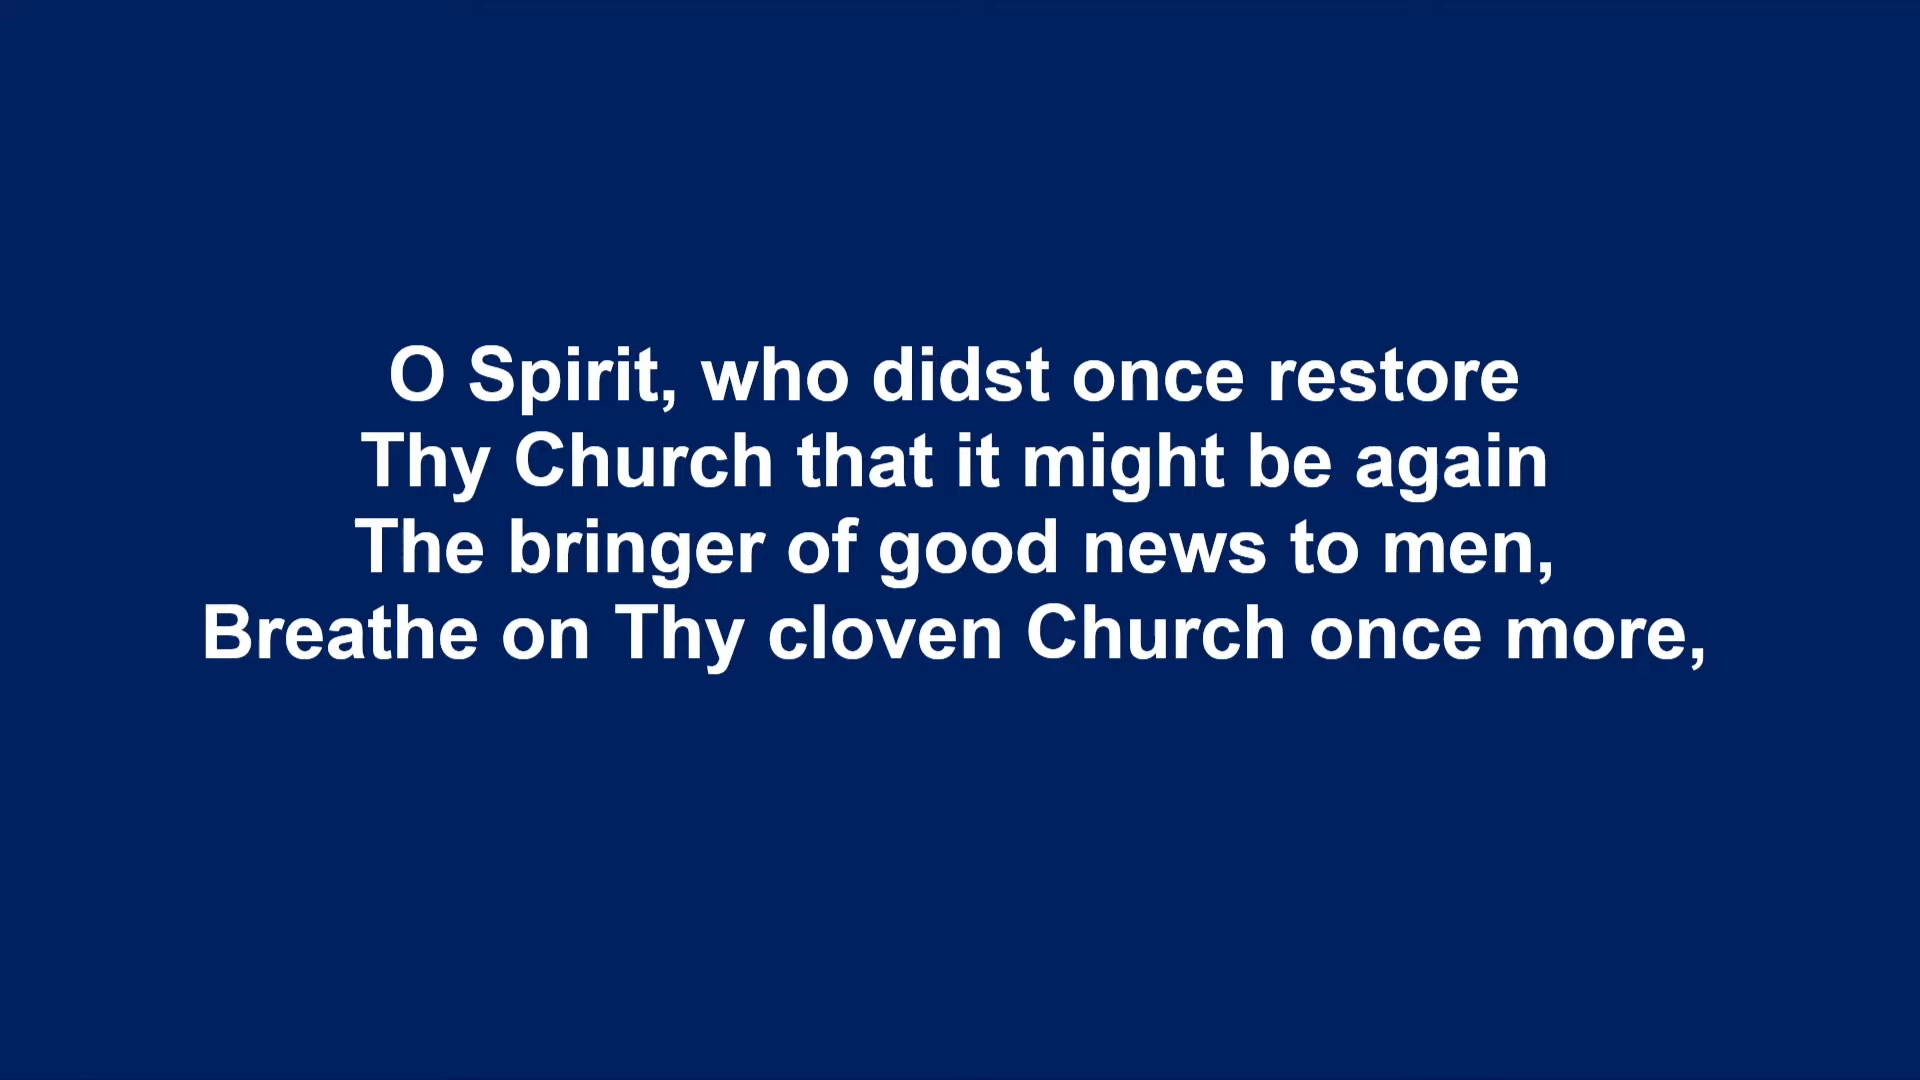 O Spirit, who didst once restore
Thy Church that it might be again
The bringer of good news to men,
Breathe on Thy cloven Church once more,